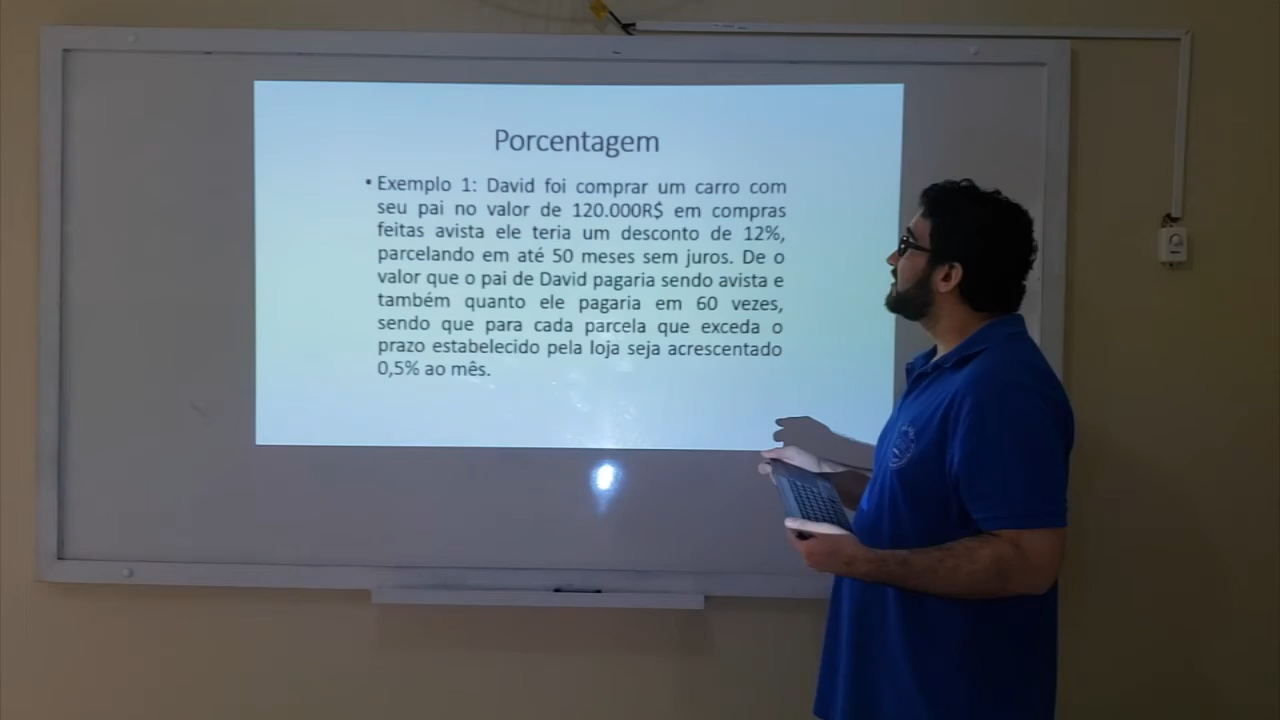 Porcentagem
• Exemplo 1: David foi comprar um carro com
seu pai no valor de 120.000R$ em compras
feitas avista ele teria um desconto de 12%,
parcelando em até 50 meses sem juros. De o
valor que o pai de David pagaria sendo avista e
também quanto ele pagaria em 60 vezes,
sendo que para cada parcela que exceda o
prazo estabelecido pela loja seja acrescentado
0,5% ao mês.